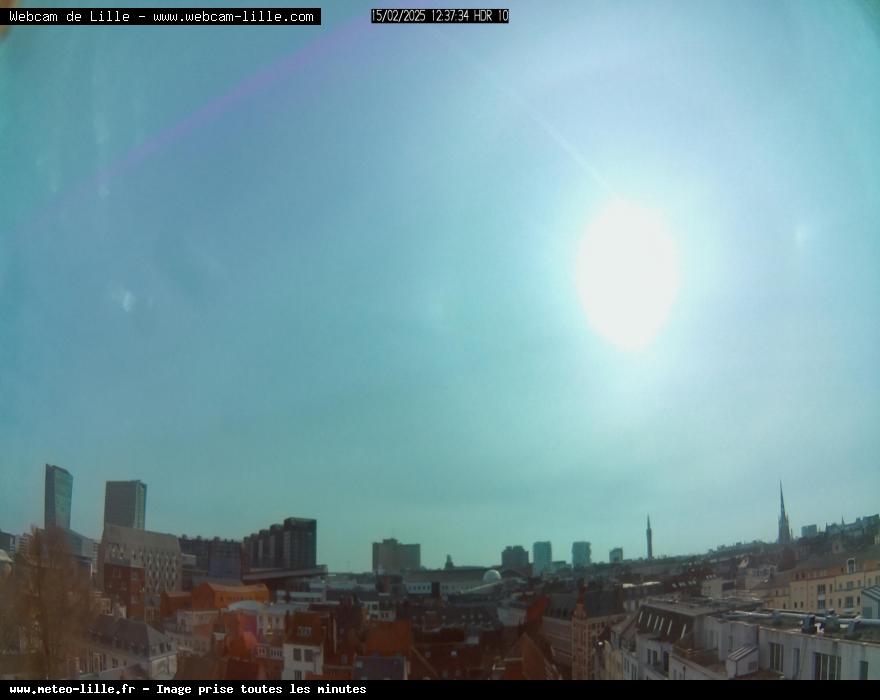 Webcam de Lille - www.webcam-lille.com
15/02/2025 12:37:34 HDR 10
www.meteo-lille.fr - Image prise toutes les minutes